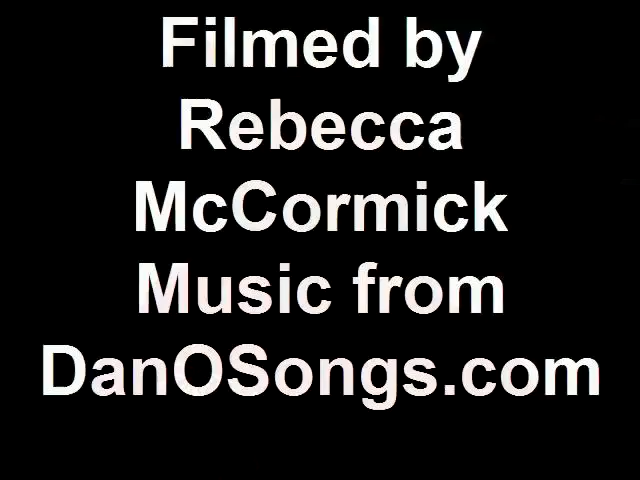 Filmed by
Rebecca
McCormick
Music from
DanOSongs.com